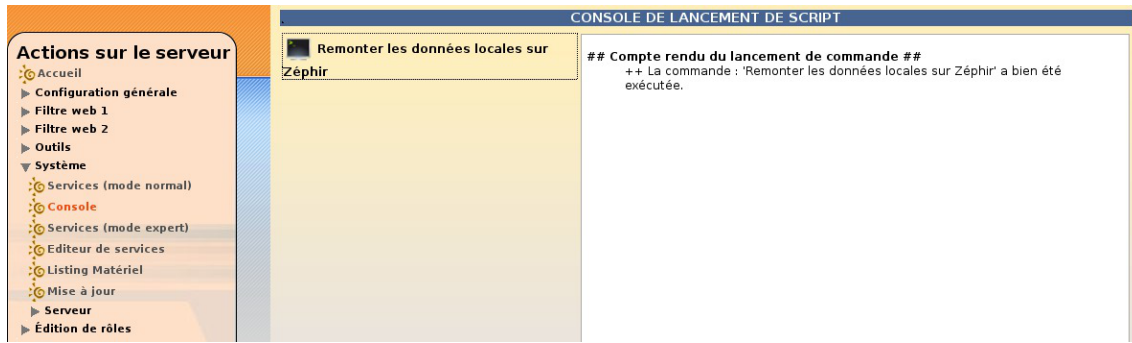 CONSOLE DE LANCEMENT DE SCRIPT
Actions sur le serveur
Accueil
Configuration générale
Filtre web 1
Filtre web 2
Outils
Système
Services (mode normal)
Console
Services (mode expert)
Editeur de services
Listing Matériel
Mise à jour
Serveur
Édition de rôles
Remonter les données locales sur
Zéphir
## Compte rendu du lancement de commande ##
++ La commande : 'Remonter les données locales sur Zéphir' a bien été
exécutée.